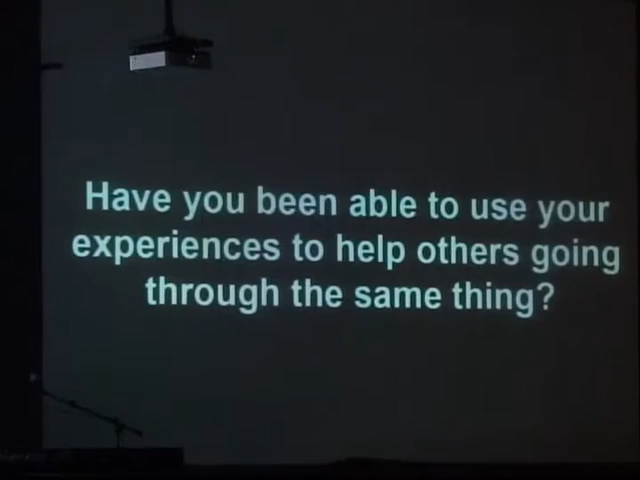 Have you been able to use your
experiences to help others going
through the same thing?